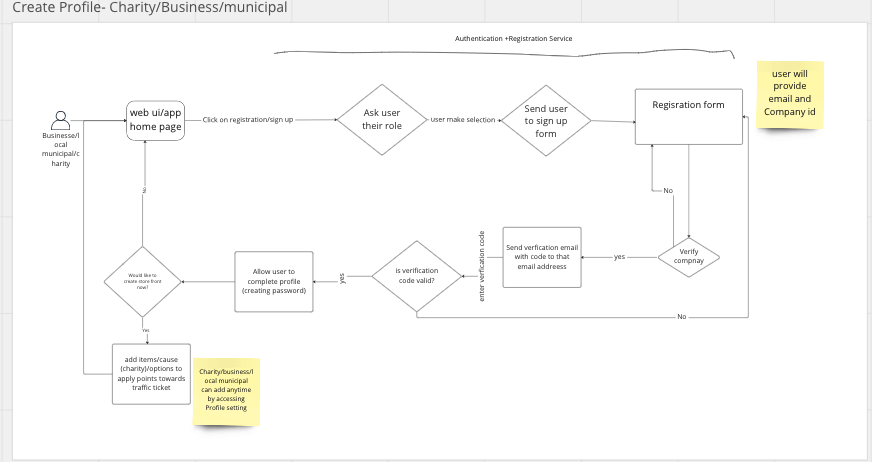 Create Profile- Charity/Business/municipal
Authentication +Registration Service
user will
provide
email and
Company id
web ui/app
home page
Click on registration/sign up
Ask user
their role
user make selection
Send user
to sign up
form
Regisration form
Businesse/l
ocal
municipal/c
harity
No
No
Verify
compnay
yes
Send verfication email
with code to that
email addreess
enter verfication code
is verification
code valid?
yes
Allow user to
complete profile
(creating password)
Would like to
create store front
now?
No
Yes
add items/cause
(charity)/options to
apply points towards
traffic ticket
Charity/business/l
ocal municipal
can add anytime
by accessing
Profile setting